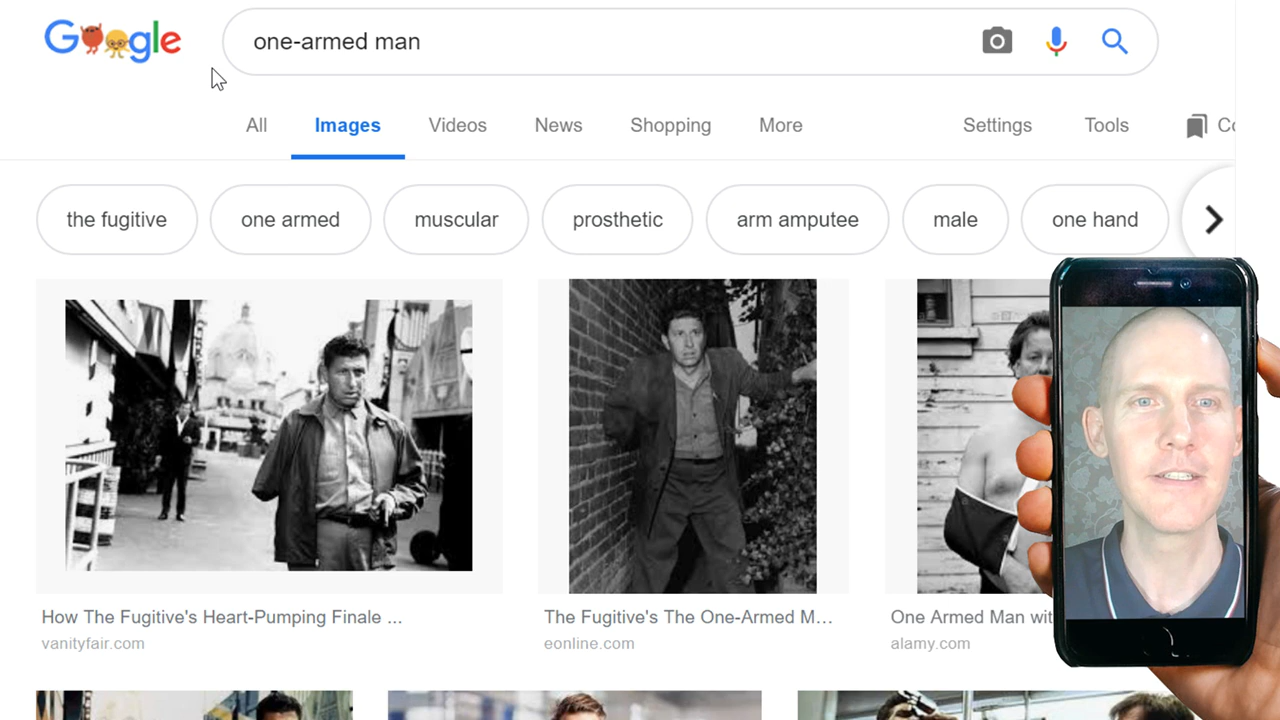 Google
one-armed man
All Images Videos News Shopping More Settings Tools
the fugitive one armed muscular prosthetic arm amputee male one hand
How The Fugitive's Heart-Pumping Finale ... The Fugitive's The One-Armed M... One Armed Man
vanityfair.com eonline.com alamy.com